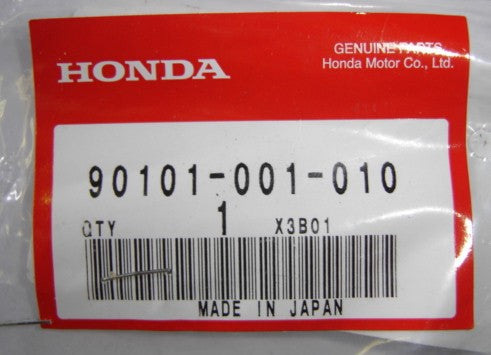 GENUINE PARTS
HONDA
Honda Motor Co., Ltd.
90101-001-010
QTY 1 X3B01
MADE IN JAPAN